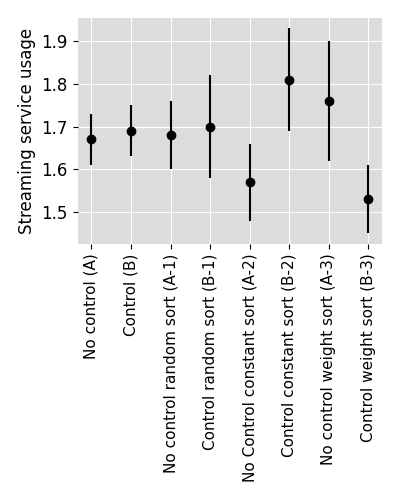 Streaming service usage
1.9
1.8
1.7
1.6
1.5
No control (A)
Control (B)
No control random sort (A-1)
Control random sort (B-1)
No Control constant sort (A-2)
Control constant sort (B-2)
No control weight sort (A-3)
Control weight sort (B-3)